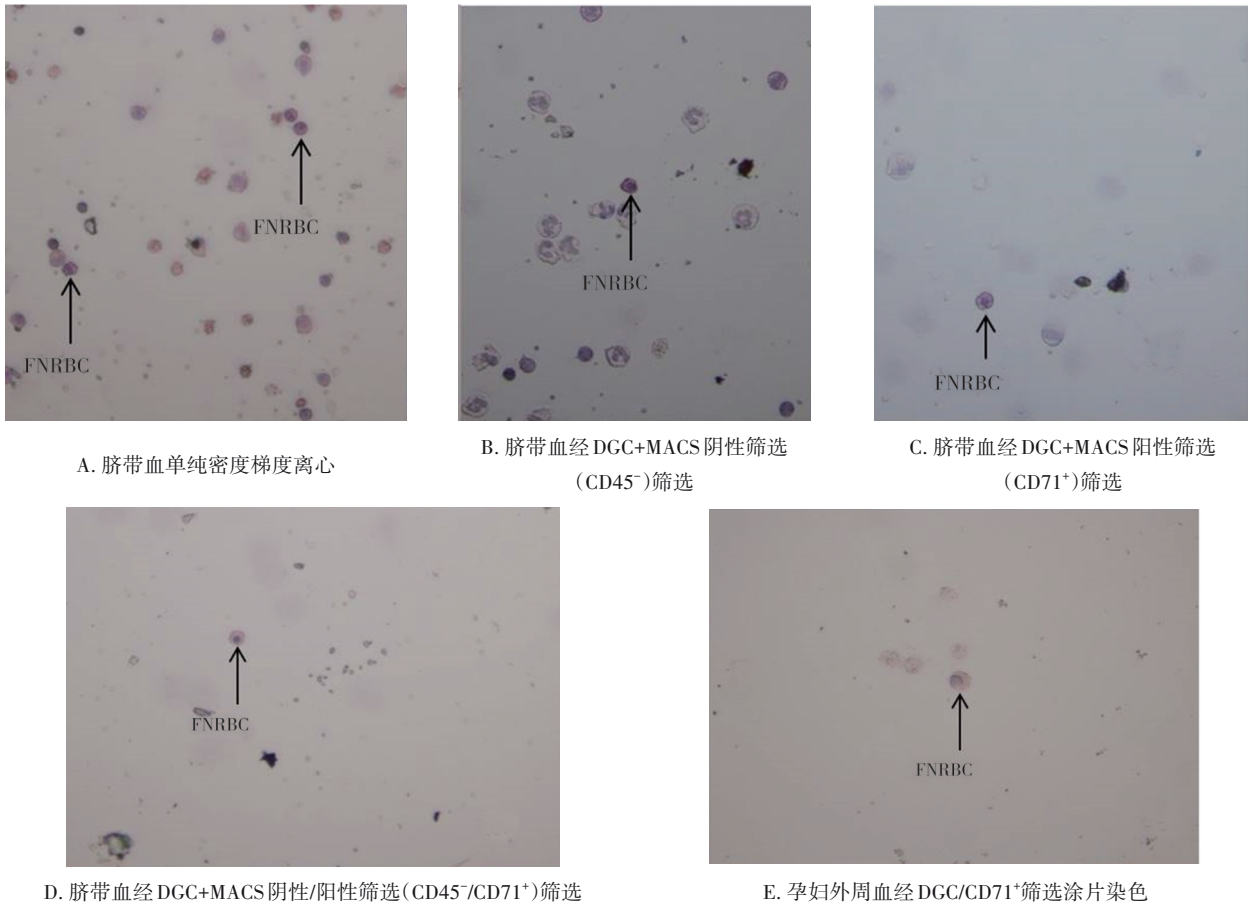 FNRBC
FNRBC
A. 脐带血单纯密度梯度离心
FNRBC
B. 脐带血经DGC+MACS阴性筛选
(CD45⁻)筛选
FNRBC
C. 脐带血经DGC+MACS阳性筛选
(CD71⁺)筛选
FNRBC
D. 脐带血经DGC+MACS阴性/阳性筛选(CD45⁻/CD71⁺)筛选
FNRBC
E. 孕妇外周血经DGC/CD71⁺筛选涂片染色